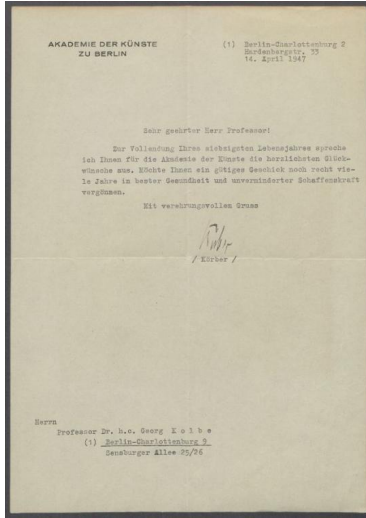 AKADEMIE DER KÜNSTE
ZU BERLIN
(1) Berlin-Charlottenburg 2
Hardenbergstr. 33
14. April 1947
Sehr geehrter Herr Professor!
Zur Vollendung Ihres siebzigsten Lebensjahres spreche
ich Ihnen für die Akademie der Künste die herzlichsten Glück-
wünsche aus. Möchte Ihnen ein gütiges Geschick noch recht vie-
le Jahre in bester Gesundheit und unverminderter Schaffenskraft
vergönnen.
Mit verehrungsvollem Gruss
/ Körber /
Herrn
Professor Dr. h.c. Georg K o l b e
(1) Berlin-Charlottenburg 9
Sensburger Allee 25/26